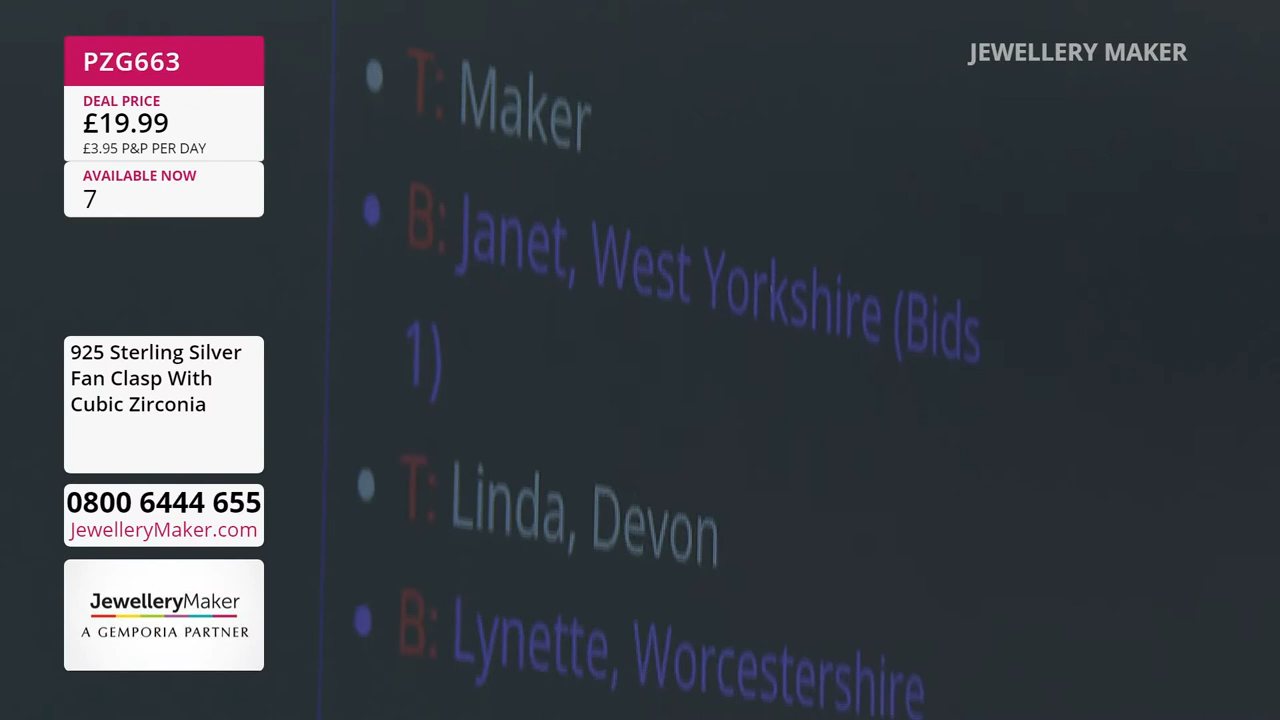 PZG663
DEAL PRICE
£19.99
£3.95 P&P PER DAY
AVAILABLE NOW
7
925 Sterling Silver
Fan Clasp With
Cubic Zirconia
0800 6444 655
JewelleryMaker.com
JewelleryMaker
A GEMPORIA PARTNER
JEWELLERY MAKER
T: Maker
B: Janet, West Yorkshire (Bids
1)
T: Linda, Devon
B: Lynette, Worcestershire